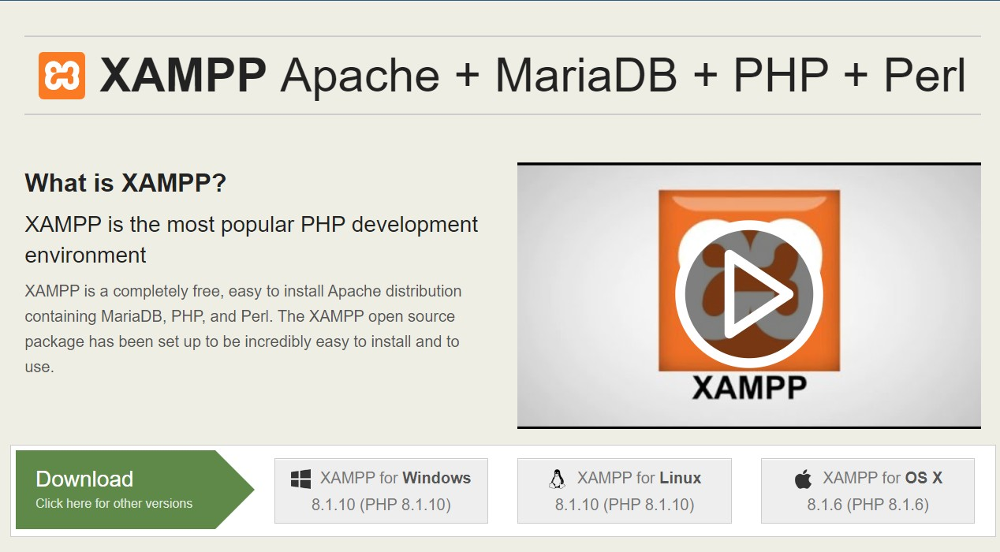 XAMPP Apache + MariaDB + PHP + Perl
What is XAMPP?
XAMPP is the most popular PHP development
environment
XAMPP is a completely free, easy to install Apache distribution
containing MariaDB, PHP, and Perl. The XAMPP open source
package has been set up to be incredibly easy to install and to
use.
XAMPP
Download
Click here for other versions
XAMPP for Windows
8.1.10 (PHP 8.1.10)
XAMPP for Linux
8.1.10 (PHP 8.1.10)
XAMPP for OS X
8.1.6 (PHP 8.1.6)